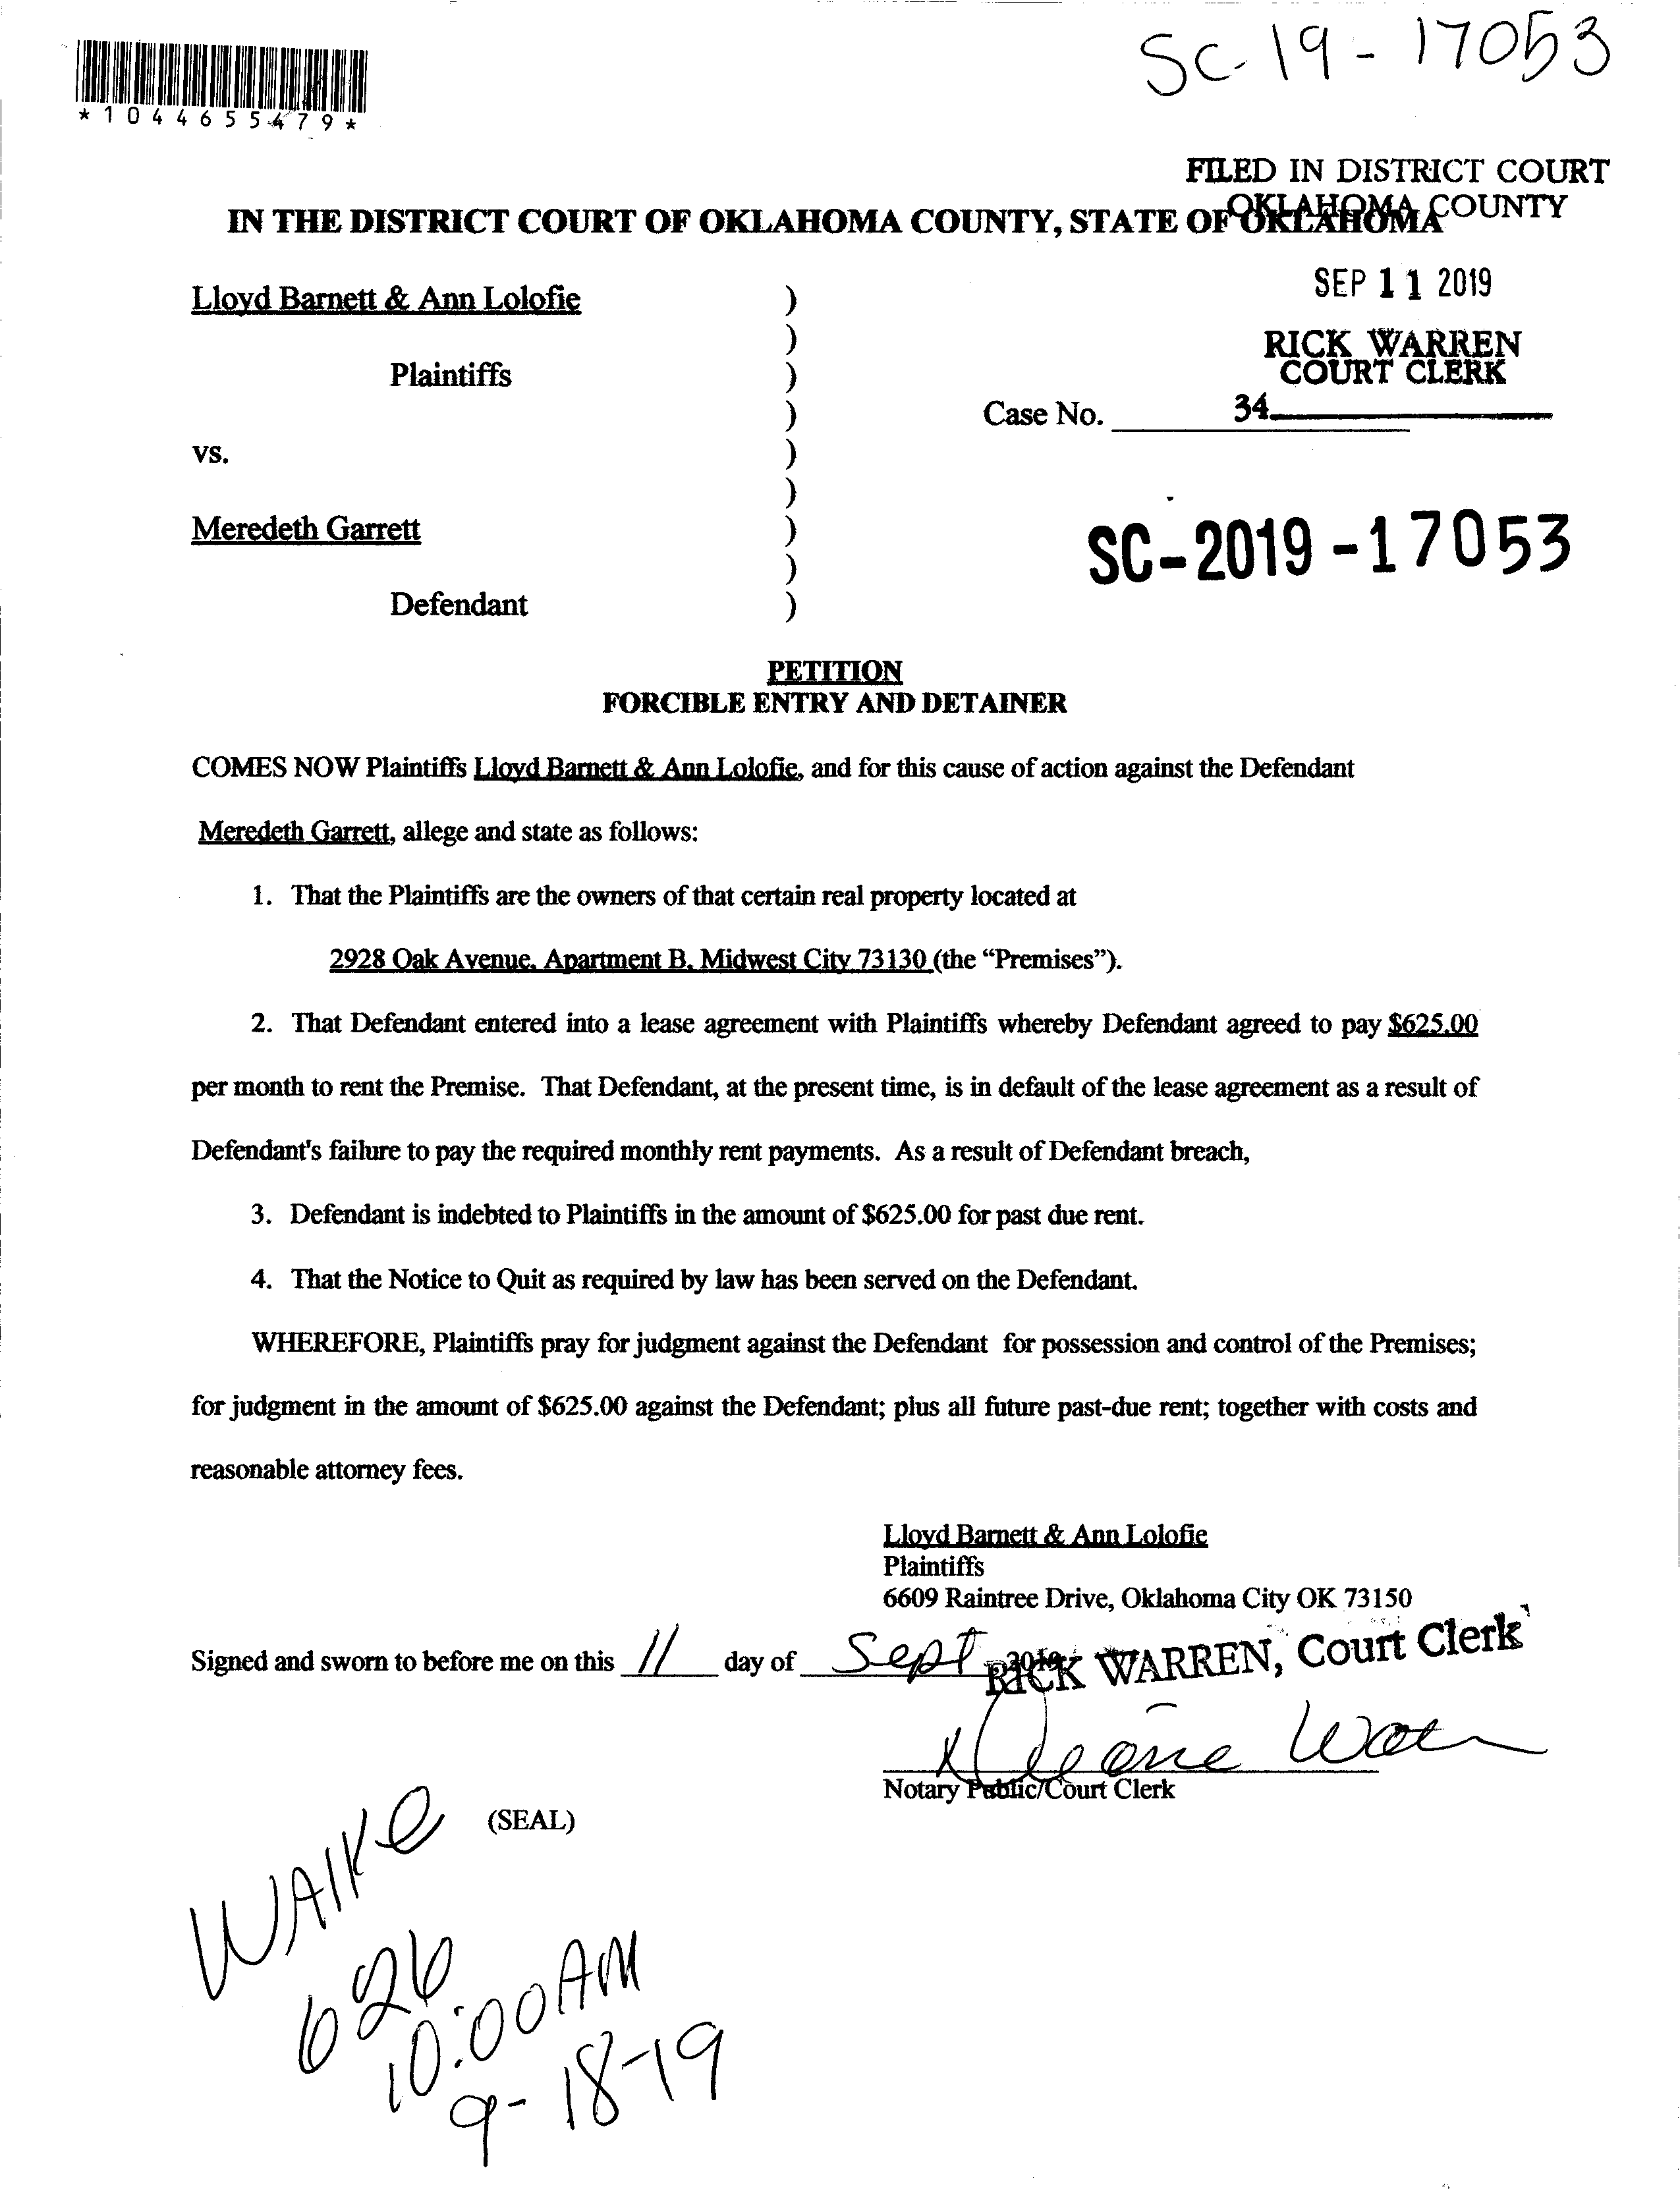 SC-19-17053
*1044655479*
FILED IN DISTRICT COURT
OKLAHOMA COUNTY
IN THE DISTRICT COURT OF OKLAHOMA COUNTY, STATE OF OKLAHOMA
SEP 11 2019
Lloyd Barnett & Ann Lolofie )
)
RICK WARREN
COURT CLERK
Plaintiffs )
Case No. 34
)
vs. )
)
Meredeth Garrett )
SC-2019-17053
)
Defendant )
PETITION
FORCIBLE ENTRY AND DETAINER
COMES NOW Plaintiffs Lloyd Barnett & Ann Lolofie, and for this cause of action against the Defendant
Meredeth Garrett, allege and state as follows:
1. That the Plaintiffs are the owners of that certain real property located at
2928 Oak Avenue, Apartment B, Midwest City 73130 (the “Premises”).
2. That Defendant entered into a lease agreement with Plaintiffs whereby Defendant agreed to pay $625.00
per month to rent the Premise. That Defendant, at the present time, is in default of the lease agreement as a result of
Defendant's failure to pay the required monthly rent payments. As a result of Defendant breach,
3. Defendant is indebted to Plaintiffs in the amount of $625.00 for past due rent.
4. That the Notice to Quit as required by law has been served on the Defendant.
WHEREFORE, Plaintiffs pray for judgment against the Defendant for possession and control of the Premises;
for judgment in the amount of $625.00 against the Defendant; plus all future past-due rent; together with costs and
reasonable attorney fees.
Lloyd Barnett & Ann Lolofie
Plaintiffs
6609 Raintree Drive, Oklahoma City OK 73150
Signed and sworn to before me on this 11 day of Sept 2019.
RICK WARREN, Court Clerk
Notary Public/Court Clerk
(SEAL)
626
10:00AM
9-18-19